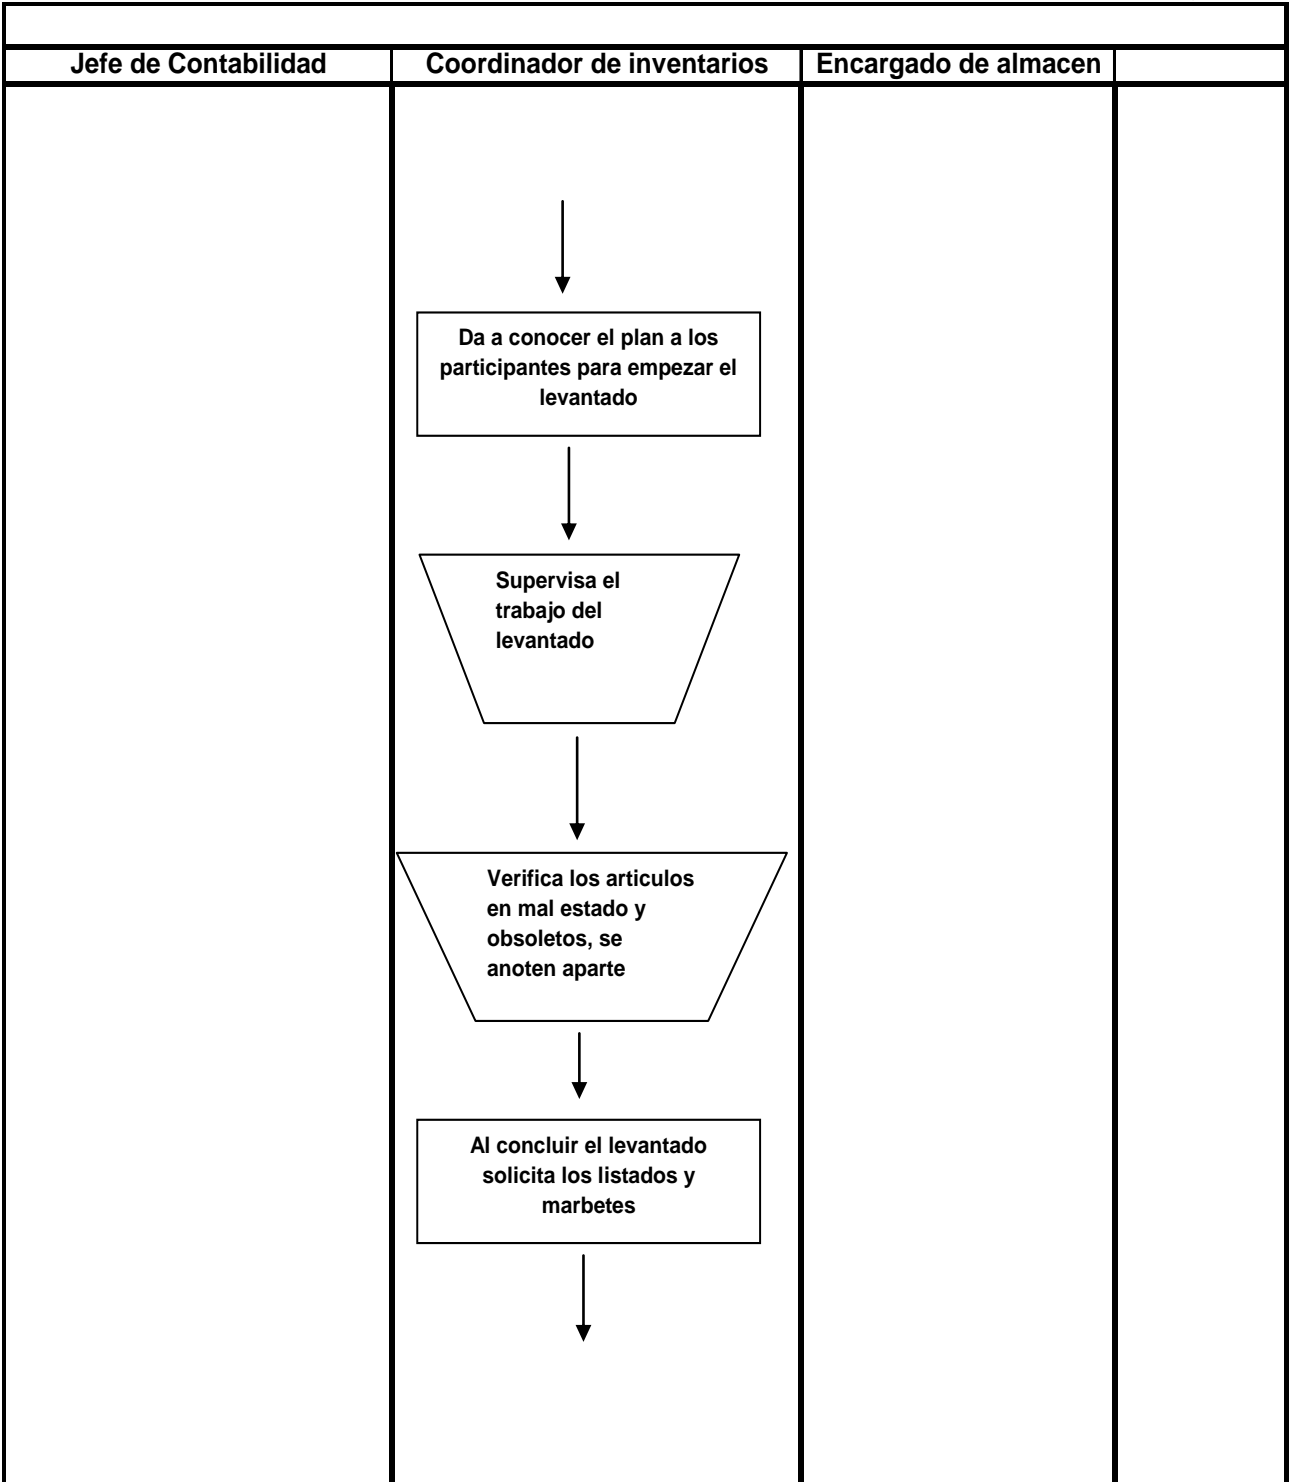 Jefe de Contabilidad
Coordinador de inventarios
Encargado de almacen
Da a conocer el plan a los
participantes para empezar el
levantado
Supervisa el
trabajo del
levantado
Verifica los articulos
en mal estado y
obsoletos, se
anoten aparte
Al concluir el levantado
solicita los listados y
marbetes